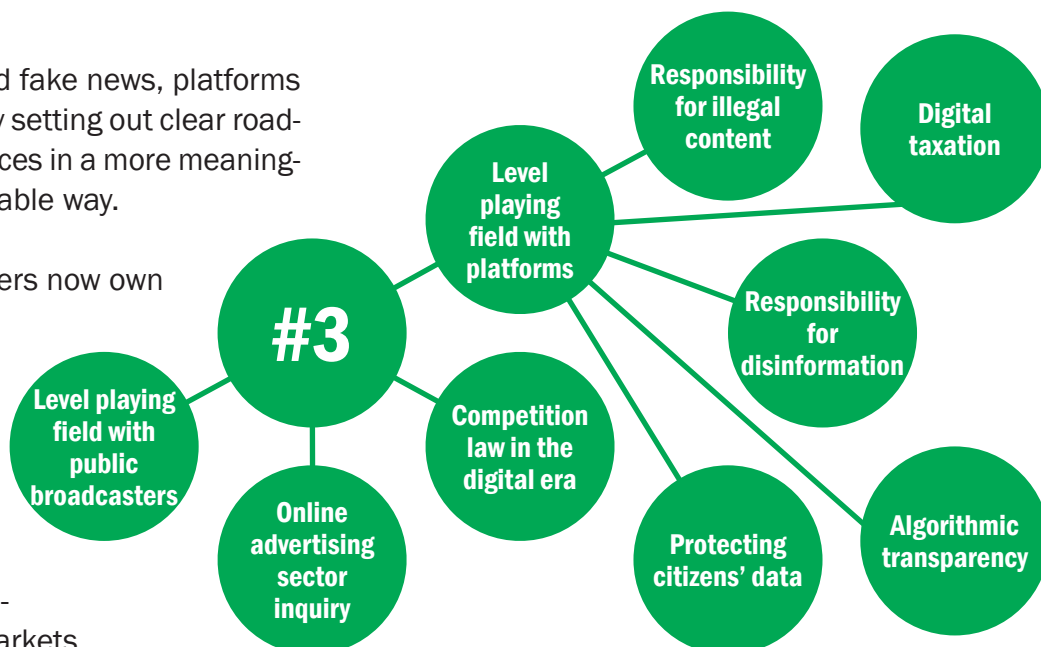 d fake news, platforms
y setting out clear road-
ces in a more meaning-
able way.
ers now own
-
arkets
#3
Level playing
field with
public
broadcasters
Online
advertising
sector
inquiry
Competition
law in the
digital era
Level
playing
field with
platforms
Responsibility
for illegal
content
Digital
taxation
Responsibility
for
disinformation
Algorithmic
transparency
Protecting
citizens' data